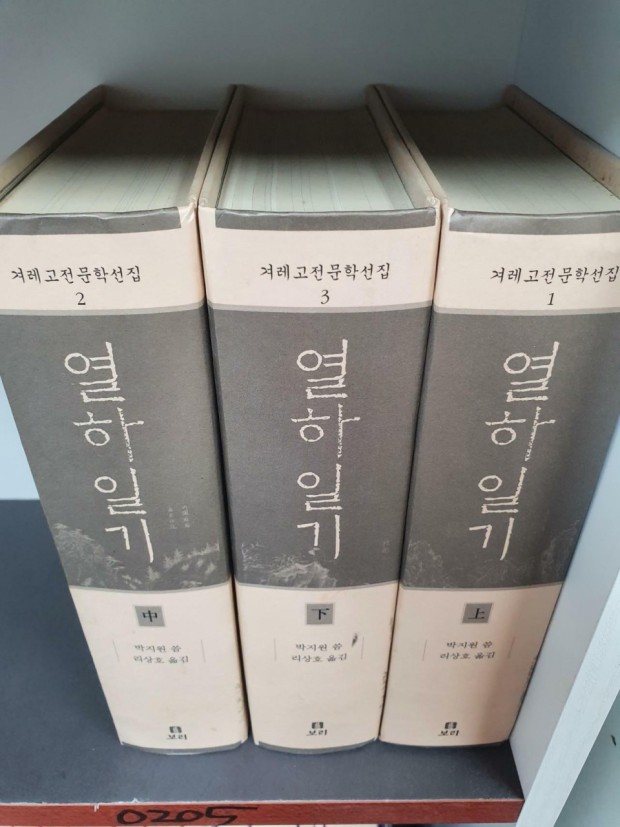 겨레고전문학선집
2
열하일기
中
박지원 씀
리상호 옮김
보리
겨레고전문학선집
3
열하일기
下
박지원 씀
리상호 옮김
보리
겨레고전문학선집
1
열하일기
上
박지원 씀
리상호 옮김
보리
0205